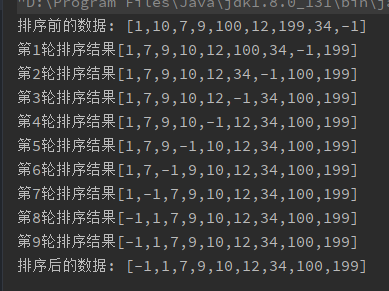 "D:\Program Files\Java\jdk1.8.0_131\bin\j
排序前的数据: [1,10,7,9,100,12,199,34,-1]
第1轮排序结果[1,7,9,10,12,100,34,-1,199]
第2轮排序结果[1,7,9,10,12,34,-1,100,199]
第3轮排序结果[1,7,9,10,12,-1,34,100,199]
第4轮排序结果[1,7,9,10,-1,12,34,100,199]
第5轮排序结果[1,7,9,-1,10,12,34,100,199]
第6轮排序结果[1,7,-1,9,10,12,34,100,199]
第7轮排序结果[1,-1,7,9,10,12,34,100,199]
第8轮排序结果[-1,1,7,9,10,12,34,100,199]
第9轮排序结果[-1,1,7,9,10,12,34,100,199]
排序后的数据: [-1,1,7,9,10,12,34,100,199]